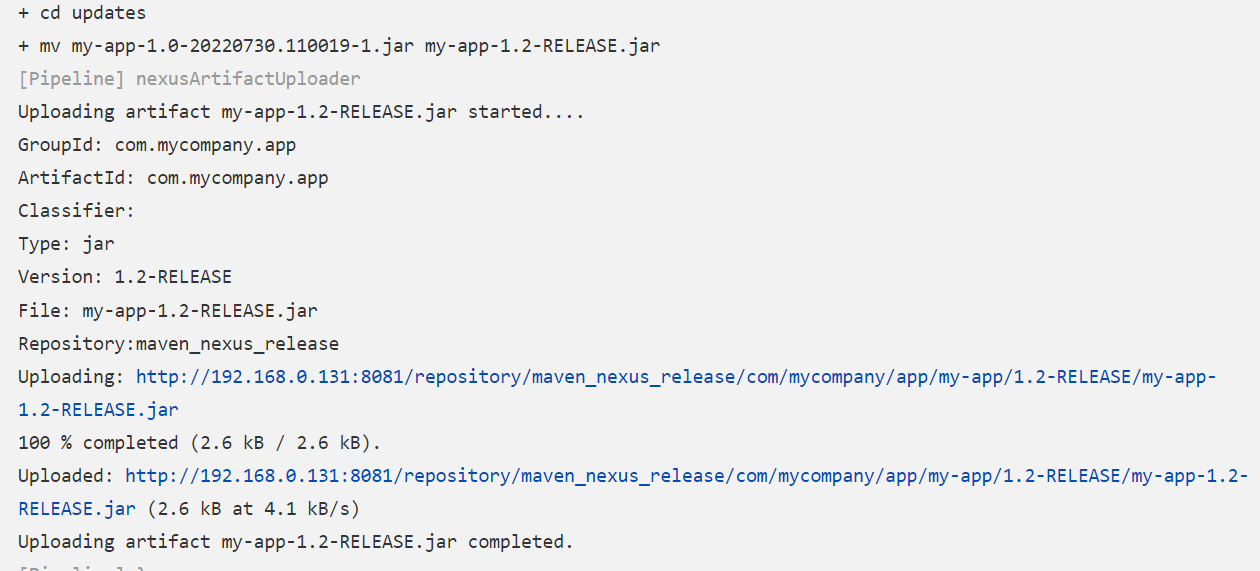 + cd updates
+ mv my-app-1.0-20220730.110019-1.jar my-app-1.2-RELEASE.jar
[Pipeline] nexusArtifactUploader
Uploading artifact my-app-1.2-RELEASE.jar started....
GroupId: com.mycompany.app
ArtifactId: com.mycompany.app
Classifier:
Type: jar
Version: 1.2-RELEASE
File: my-app-1.2-RELEASE.jar
Repository:maven_nexus_release
Uploading: http://192.168.0.131:8081/repository/maven_nexus_release/com/mycompany/app/my-app/1.2-RELEASE/my-app-
1.2-RELEASE.jar
100 % completed (2.6 kB / 2.6 kB).
Uploaded: http://192.168.0.131:8081/repository/maven_nexus_release/com/mycompany/app/my-app/1.2-RELEASE/my-app-1.2-
RELEASE.jar (2.6 kB at 4.1 kB/s)
Uploading artifact my-app-1.2-RELEASE.jar completed.